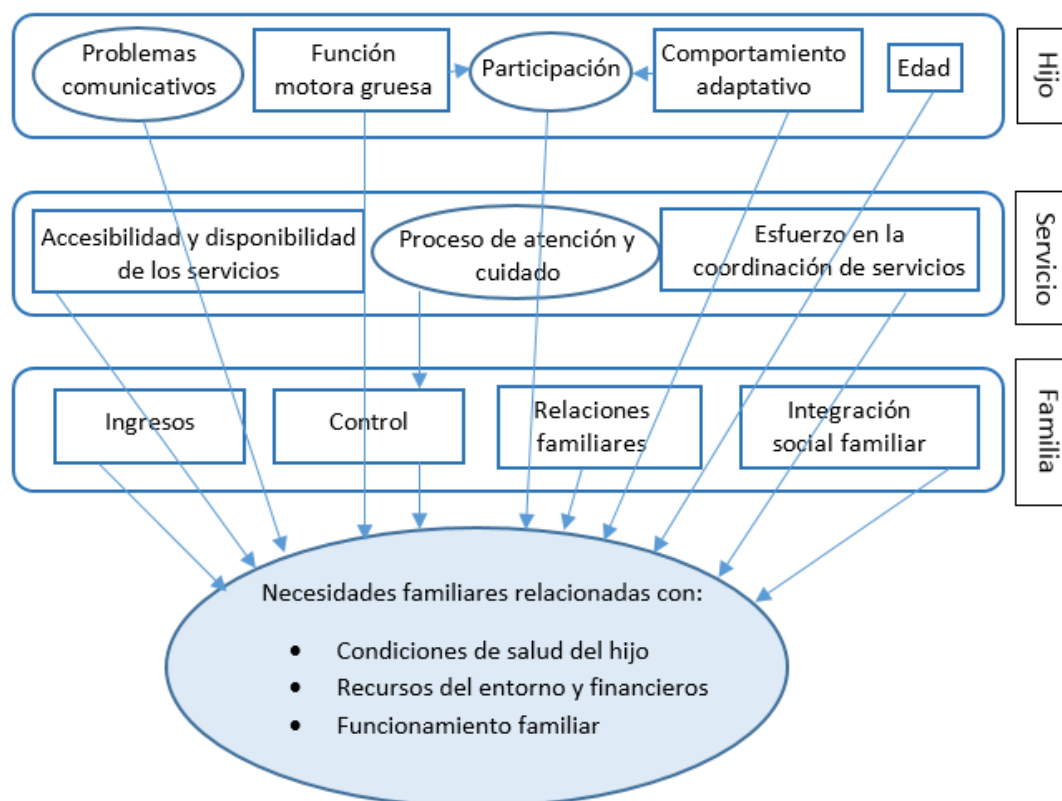 Problemas
comunicativos
Función
motora gruesa
Participación
Comportamiento
adaptativo
Edad
Hijo
Accesibilidad y disponibilidad
de los servicios
Proceso de atención y
cuidado
Esfuerzo en la
coordinación de servicios
Servicio
Ingresos
Control
Relaciones
familiares
Integración
social familiar
Familia
Necesidades familiares relacionadas con:
• Condiciones de salud del hijo
• Recursos del entorno y financieros
• Funcionamiento familiar